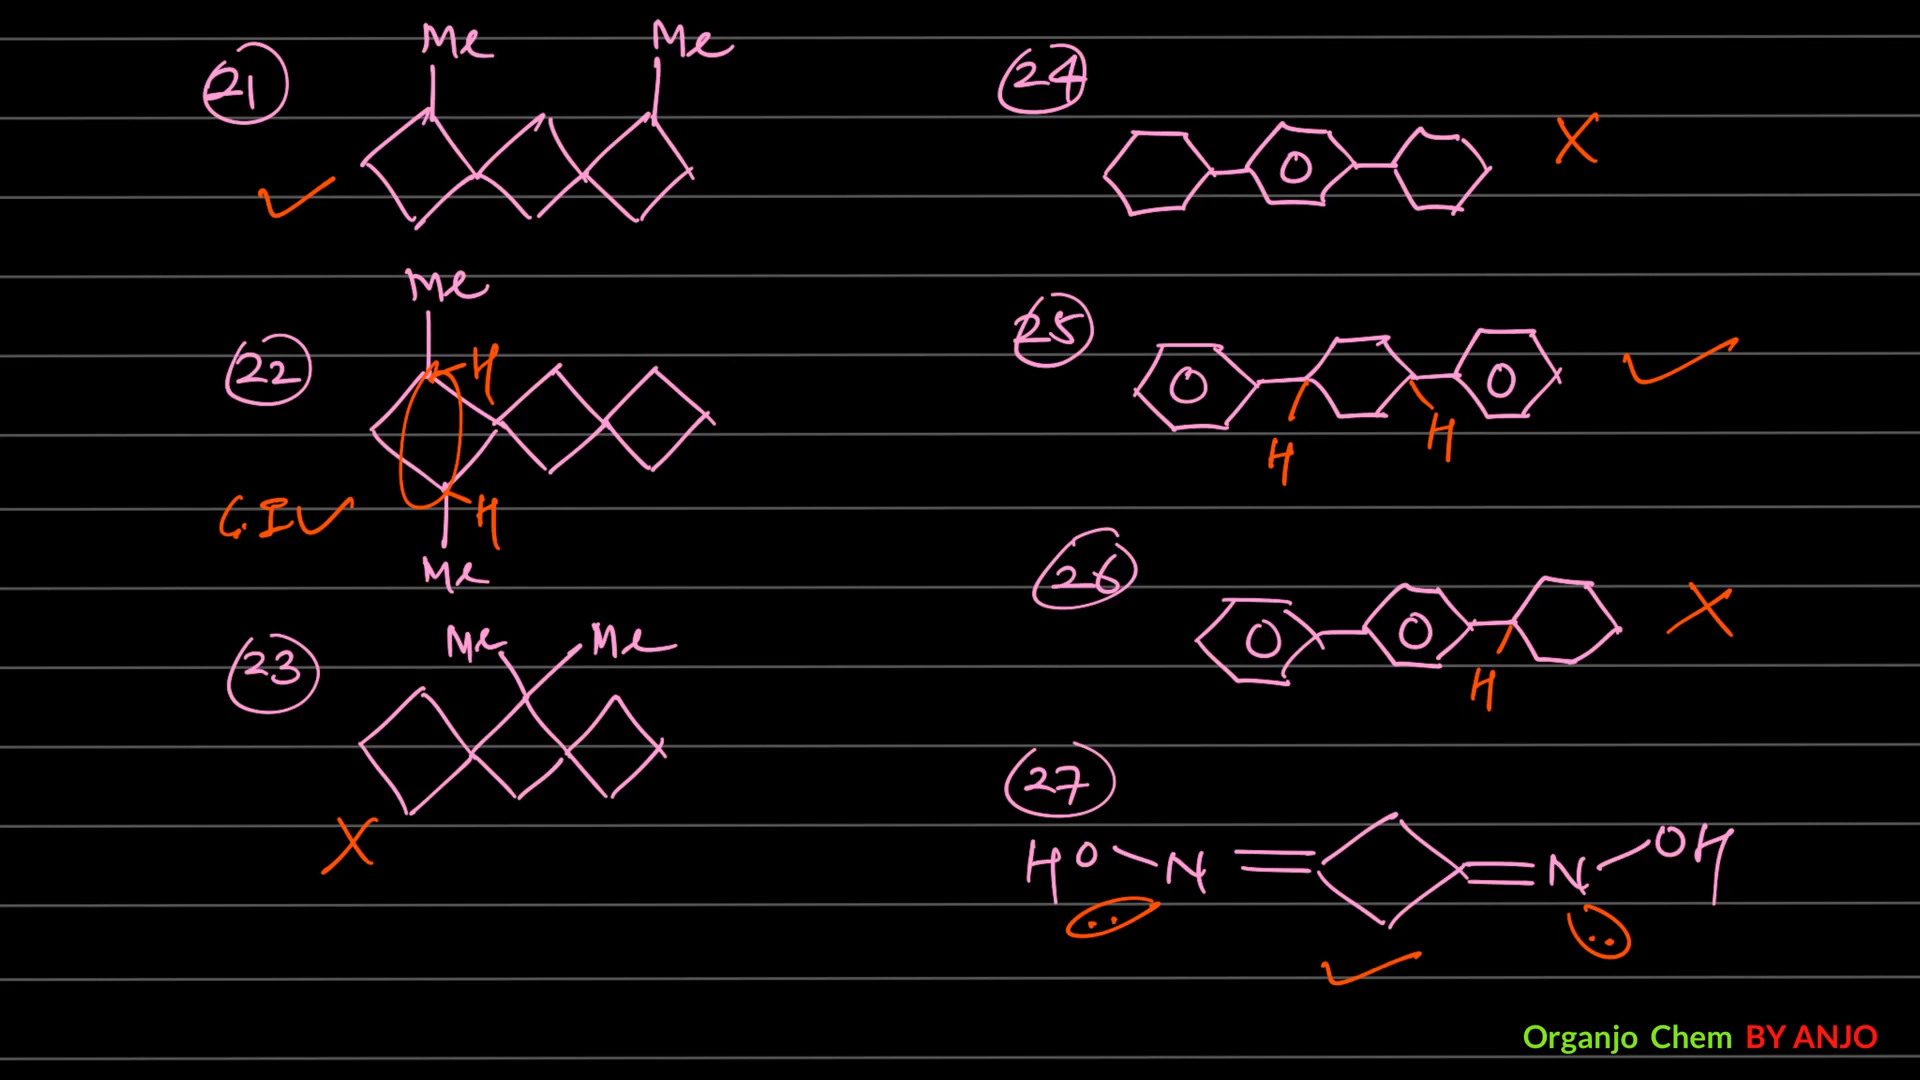 21
Me Me
22
Me
H
H
G.I
Me
23
Me Me
24
25
H H
26
H
27
HO N N OH
Organjo Chem BY ANJO